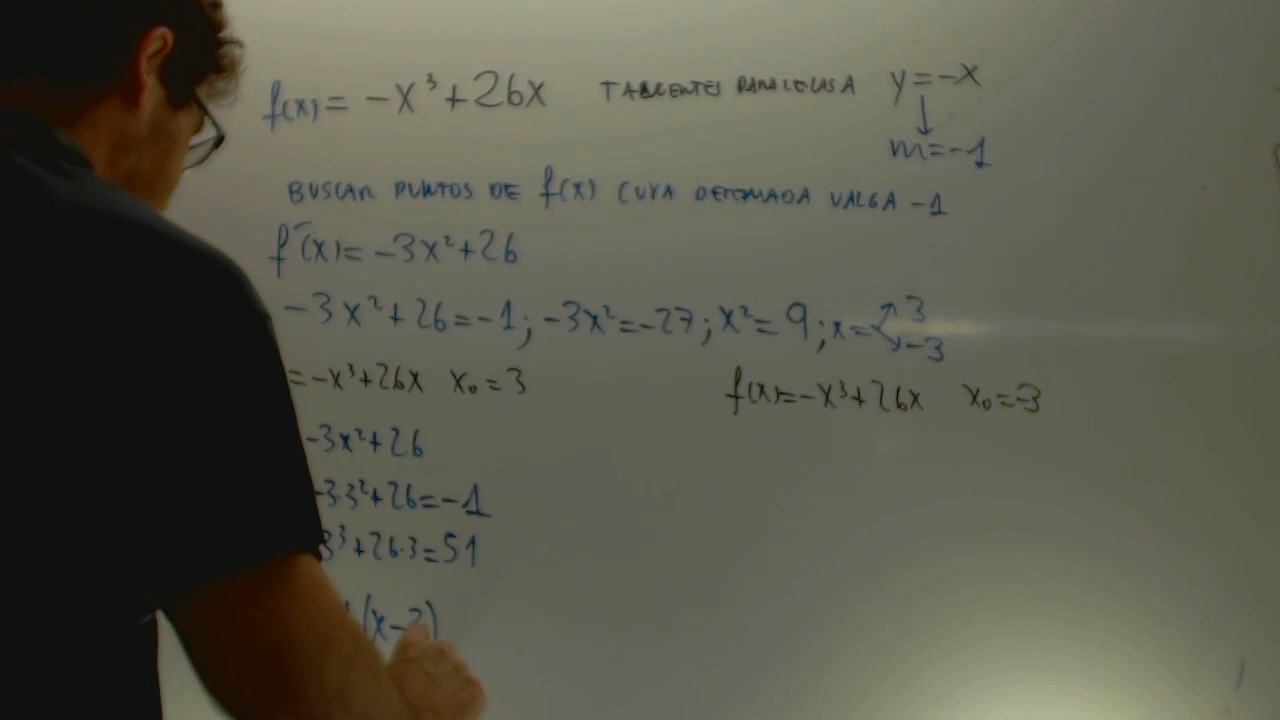 f(x) = -x³+26x TANGENTES PARALELAS A y=-x
↓
m=-1
BUSCAR PUNTOS DE f(x) CUYA DERIVADA VALGA -1
f´(x)= -3x²+26
-3x²+26=-1; -3x²=-27; x²=9; x= 3
-3
=-x³+26x x₀=3 f(x)=-x³+26x x₀=-3
-3x²+26
-3·3²+26=-1
3³+26·3=51
(x-3)